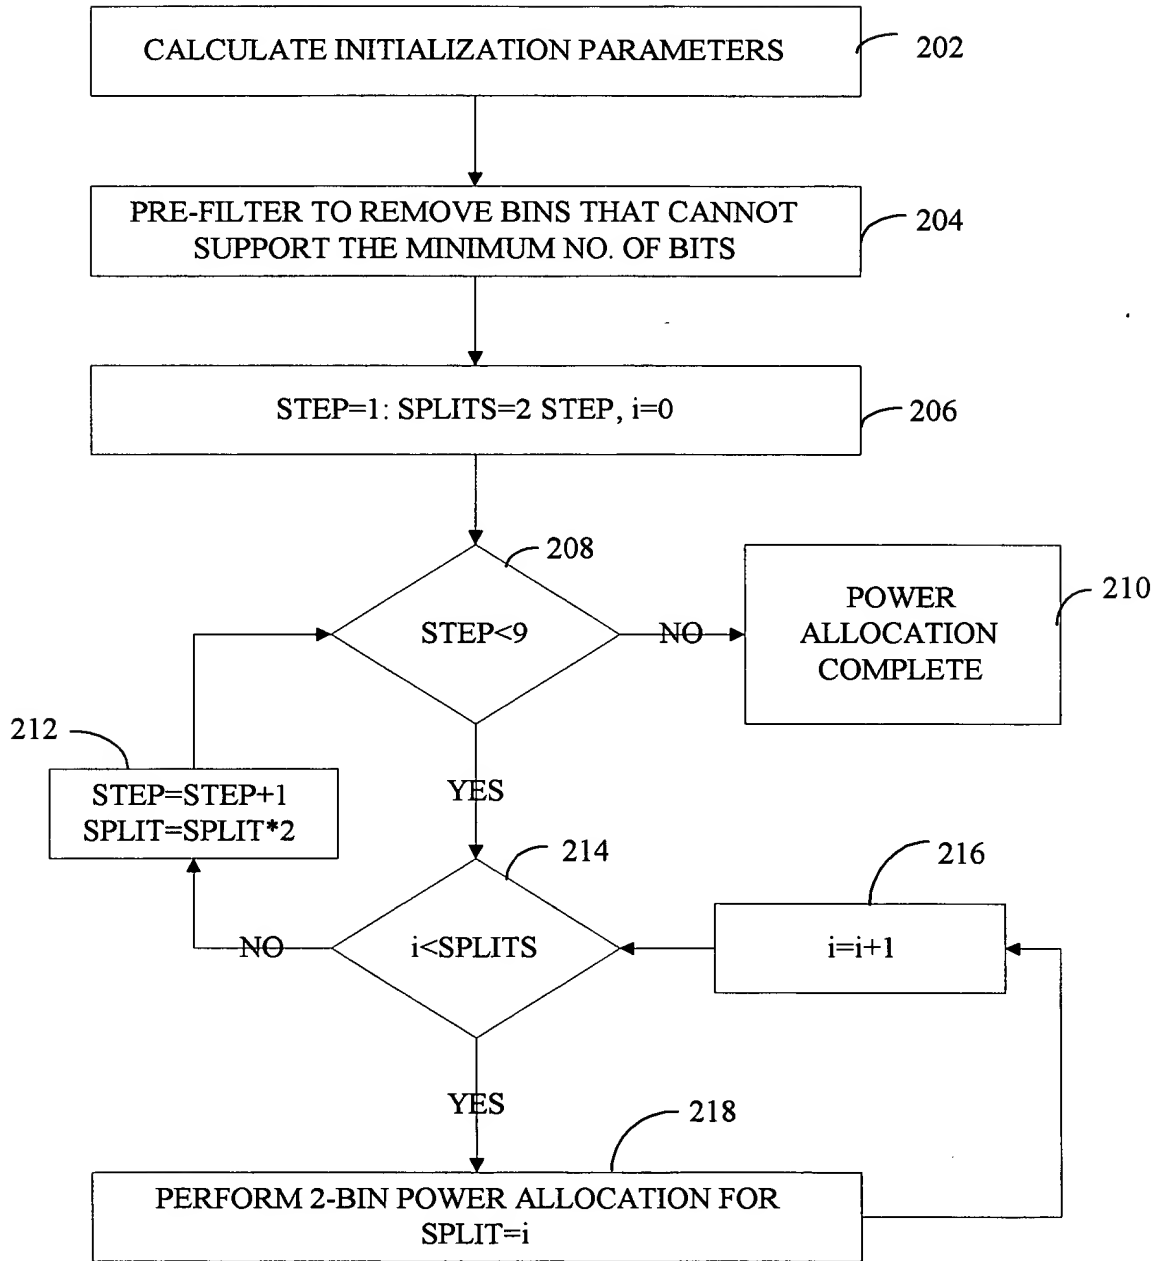 CALCULATE INITIALIZATION PARAMETERS
202
PRE-FILTER TO REMOVE BINS THAT CANNOT
SUPPORT THE MINIMUM NO. OF BITS
204
STEP=1: SPLITS=2 STEP, i=0
206
208
STEP<9
NO
POWER
ALLOCATION
COMPLETE
210
212
STEP=STEP+1
SPLIT=SPLIT*2
YES
214
216
NO
i<SPLITS
i=i+1
YES
218
PERFORM 2-BIN POWER ALLOCATION FOR
SPLIT=i